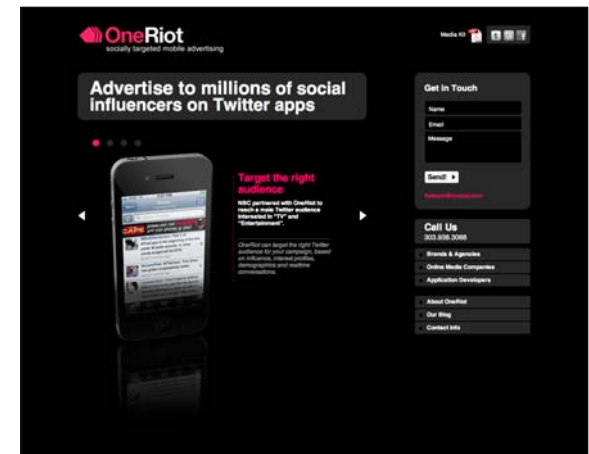 OneRiot
socially targeted mobile advertising
Media Kit
Advertise to millions of social
influencers on Twitter apps
Target the right
audience
NBC partnered with OneRiot to
reach a male Twitter audience
interested in "TV" and
"Entertainment".
OneRiot can target the right Twitter
audience for your campaign, based
on influence, interest profiles,
demographics and realtime
conversations.
Get in Touch
Name
Email
Message
Send!
Call Us
303.938.3068
Brands & Agencies
Online Media Companies
Application Developers
About OneRiot
Our Blog
Contact Info